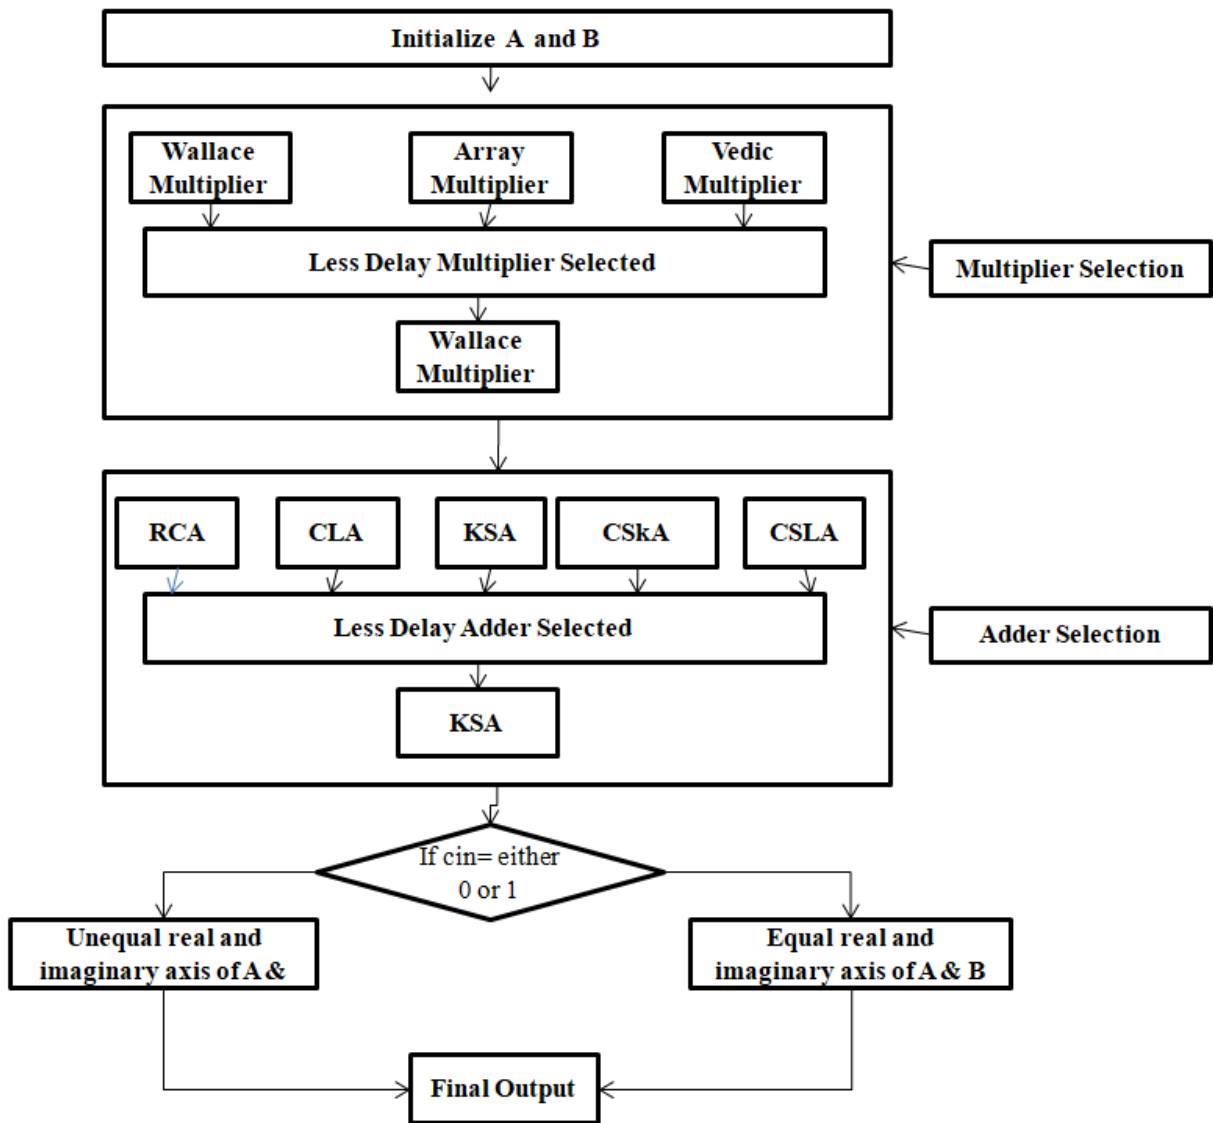 Initialize A and B
Wallace
Multiplier
Array
Multiplier
Vedic
Multiplier
Less Delay Multiplier Selected
Multiplier Selection
Wallace
Multiplier
RCA
CLA
KSA
CSkA
CSLA
Less Delay Adder Selected
Adder Selection
KSA
If cin= either
0 or 1
Unequal real and
imaginary axis of A &
Equal real and
imaginary axis of A & B
Final Output